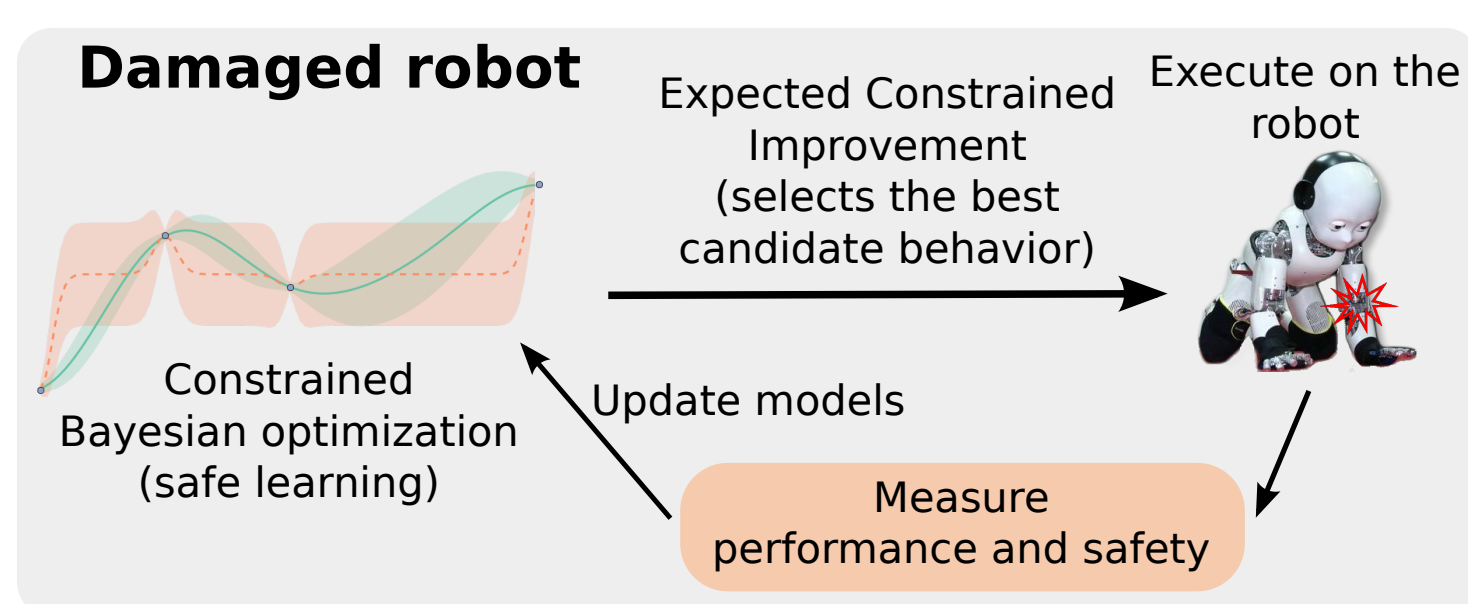 Damaged robot
Expected Constrained
Improvement
(selects the best
candidate behavior)
Execute on the
robot
Constrained
Bayesian optimization
(safe learning)
Update models
Measure
performance and safety